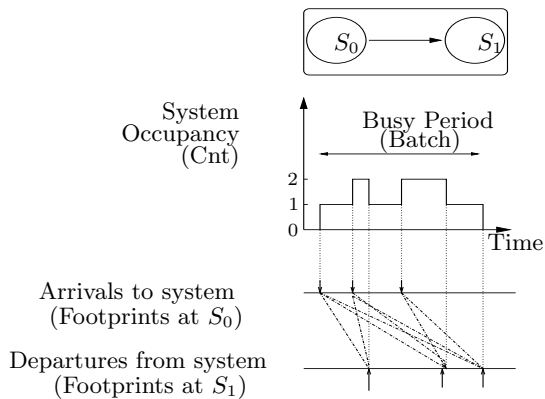 S₀ S₁
System
Occupancy
(Cnt)
Busy Period
(Batch)
2
1
0
Time
Arrivals to system
(Footprints at S₀)
Departures from system
(Footprints at S₁)